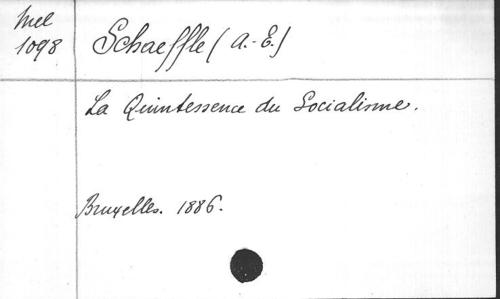 Mel
1098
Schaeffle (A.-E.)
La Quintessence du Socialisme.
Bruxelles. 1886.